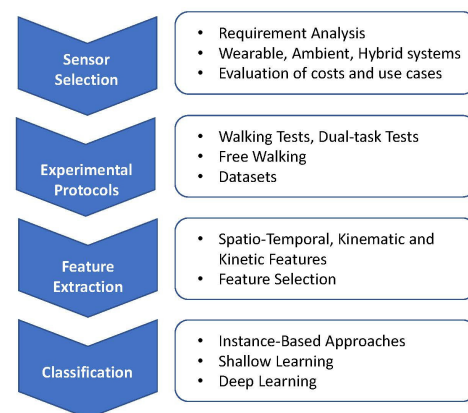 Sensor
Selection
• Requirement Analysis
• Wearable, Ambient, Hybrid systems
• Evaluation of costs and use cases
Experimental
Protocols
• Walking Tests, Dual-task Tests
• Free Walking
• Datasets
Feature
Extraction
• Spatio-Temporal, Kinematic and
Kinetic Features
• Feature Selection
Classification
• Instance-Based Approaches
• Shallow Learning
• Deep Learning